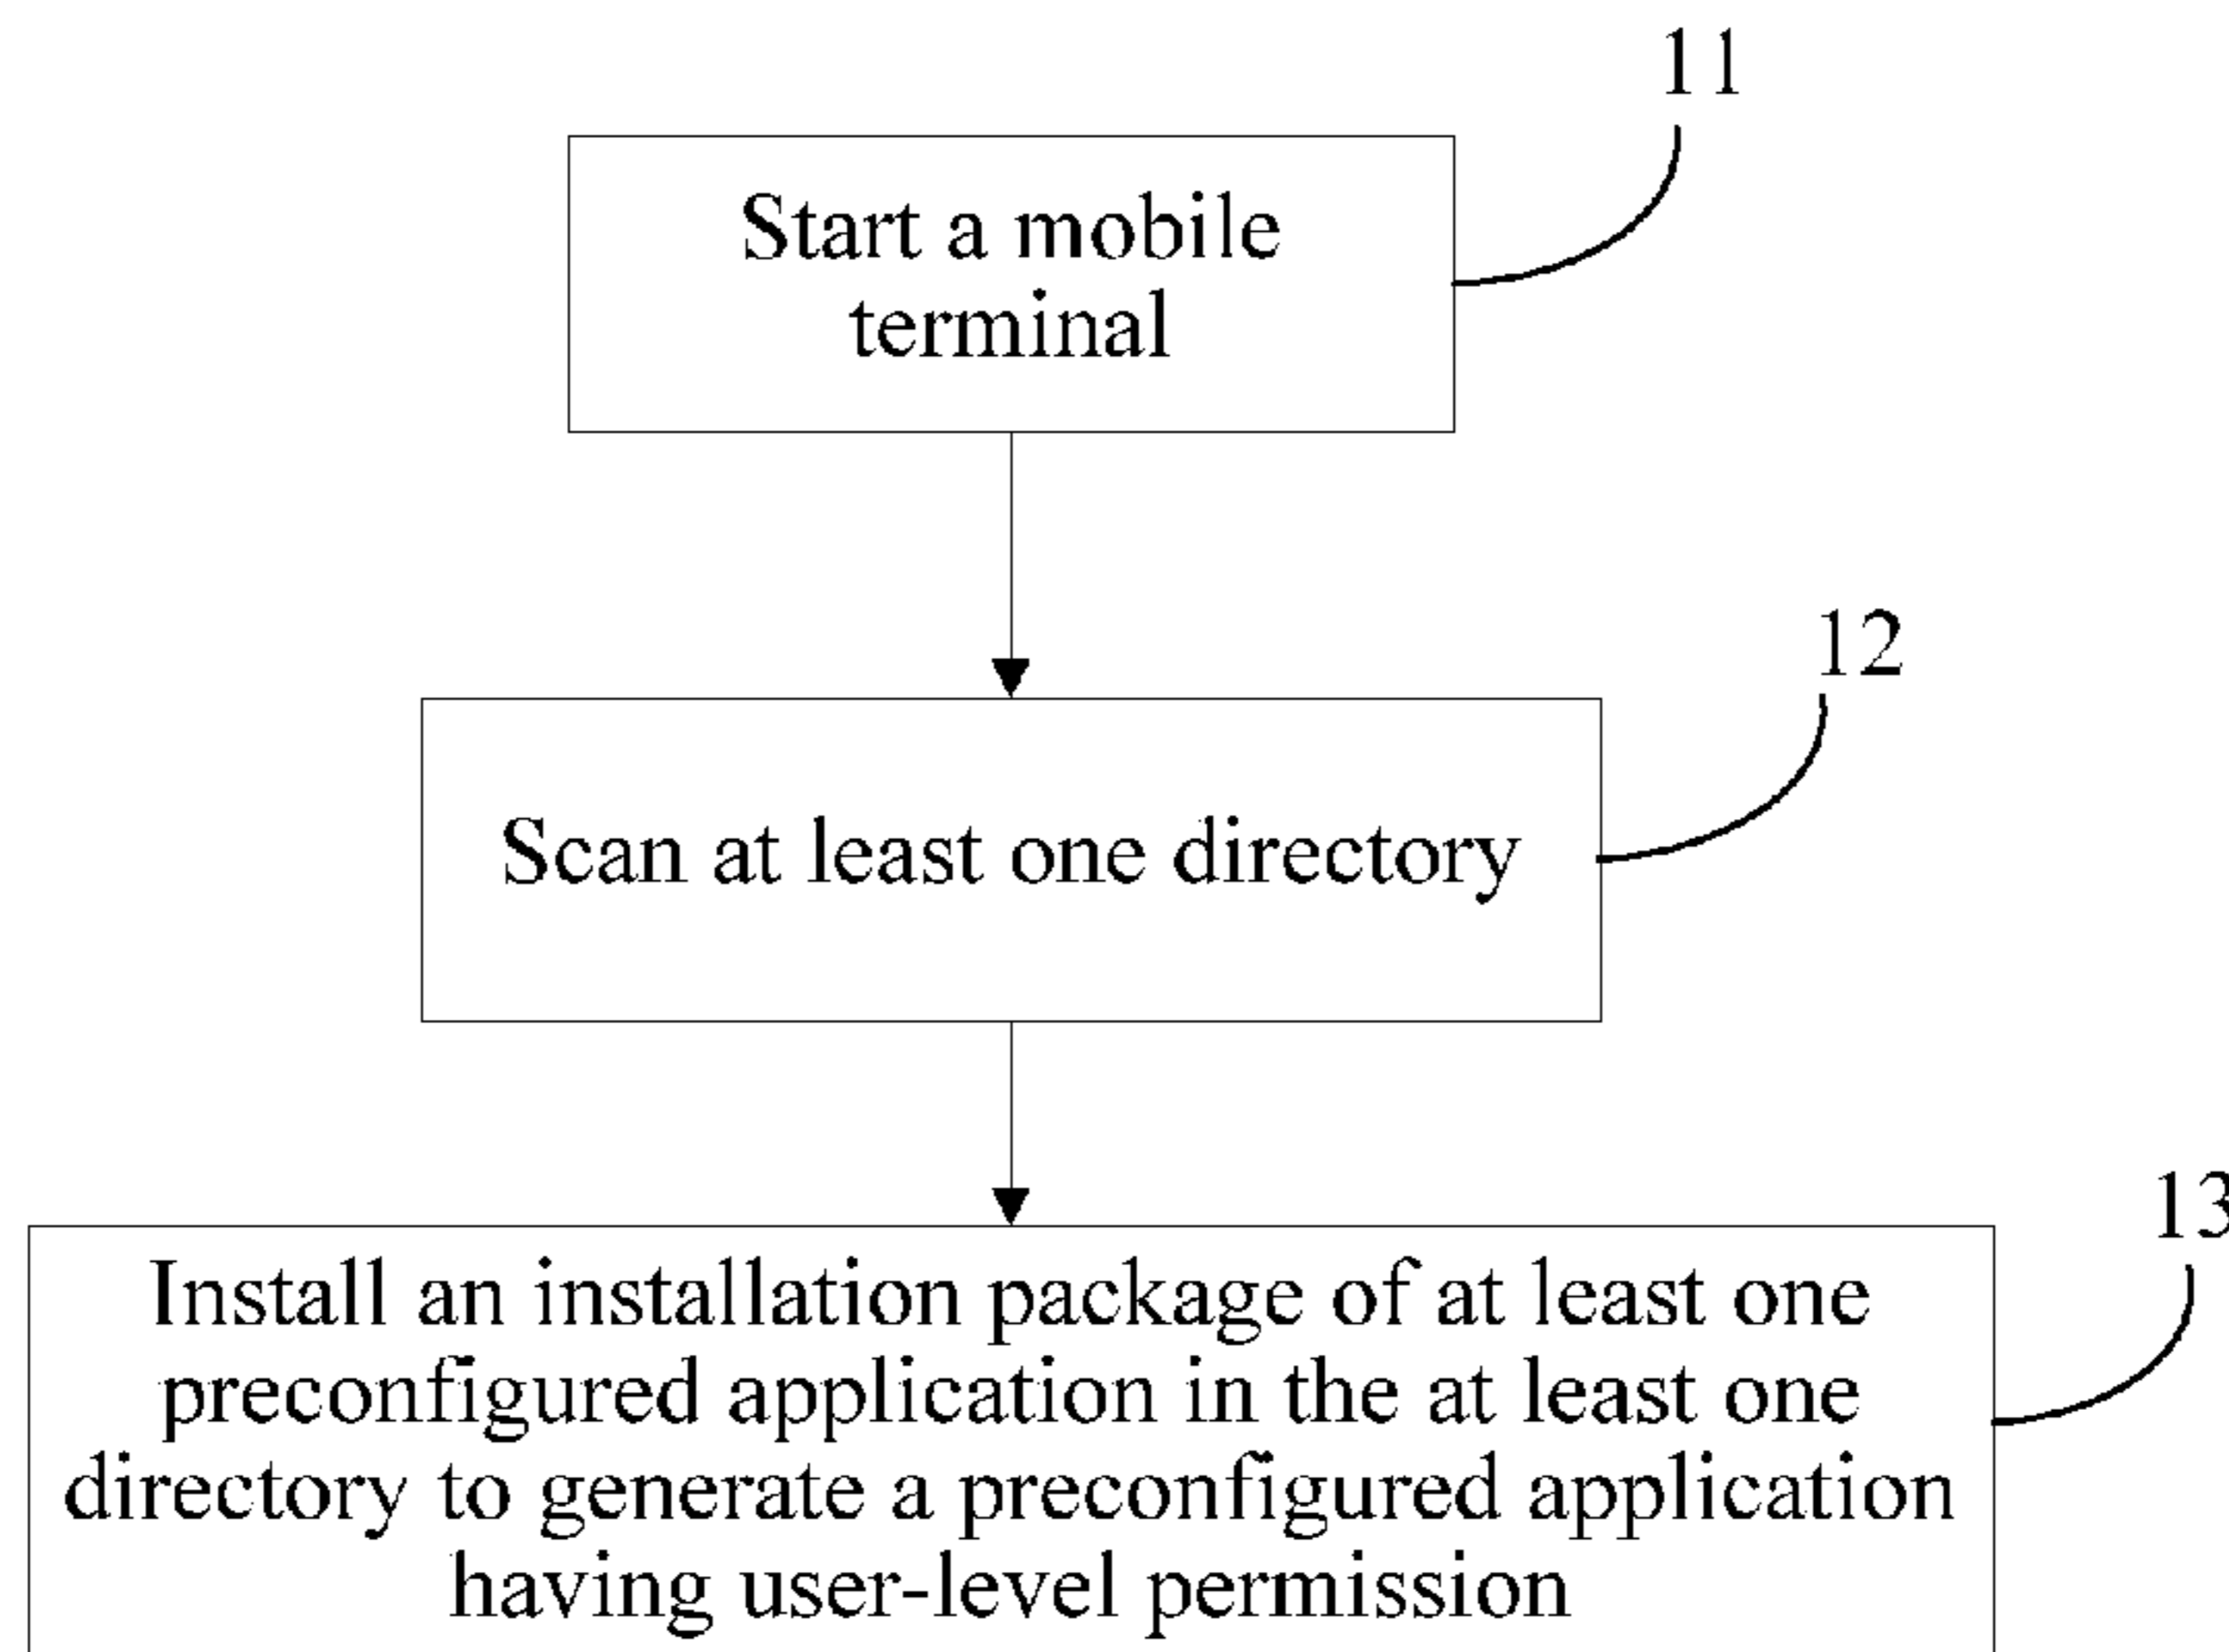 11
Start a mobile
terminal
12
Scan at least one directory
13
Install an installation package of at least one
preconfigured application in the at least one
directory to generate a preconfigured application
having user-level permission